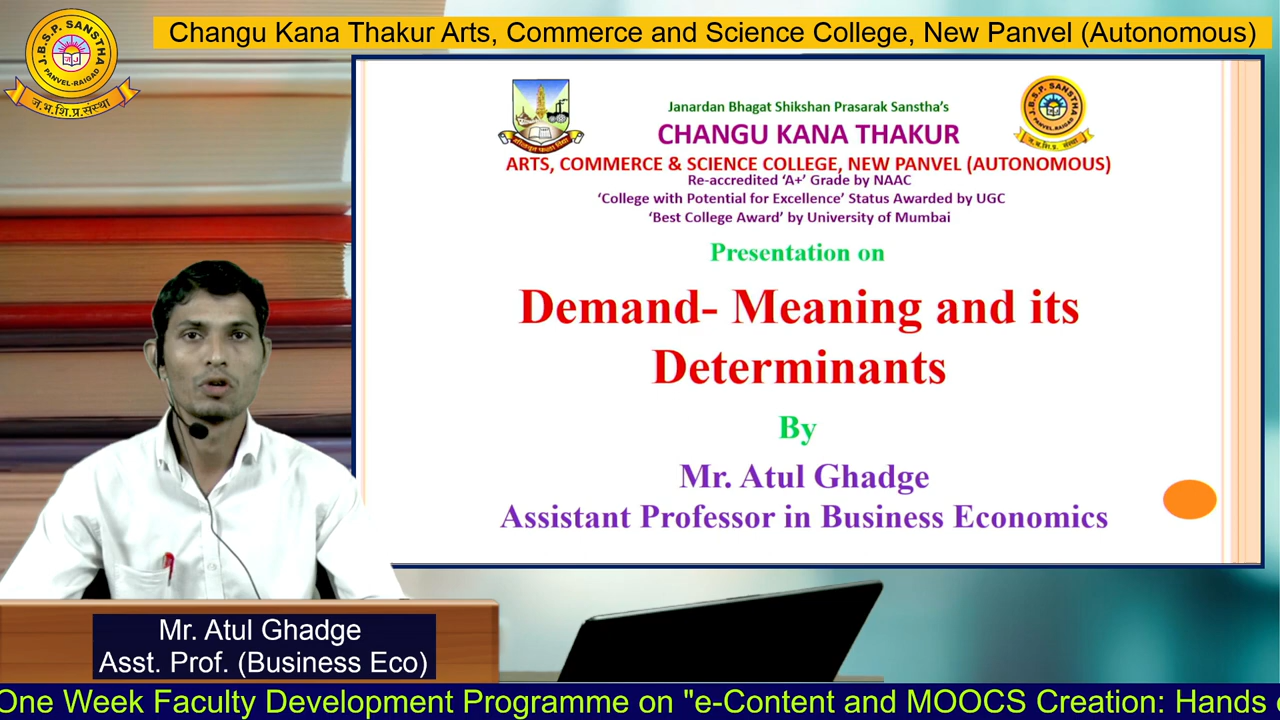 J.B.S.P. SANSTHA
PANVEL-RAIGAD
ज.भ.शि.प्र.संस्था
Changu Kana Thakur Arts, Commerce and Science College, New Panvel (Autonomous)
Janardan Bhagat Shikshan Prasarak Sanstha's
CHANGU KANA THAKUR
ARTS, COMMERCE & SCIENCE COLLEGE, NEW PANVEL (AUTONOMOUS)
Re-accredited 'A+' Grade by NAAC
'College with Potential for Excellence' Status Awarded by UGC
'Best College Award' by University of Mumbai
J.B.S.P. SANSTHA
Presentation on
Demand- Meaning and its
Determinants
By
Mr. Atul Ghadge
Assistant Professor in Business Economics
Mr. Atul Ghadge
Asst. Prof. (Business Eco)
One Week Faculty Development Programme on "e-Content and MOOCS Creation: Hands